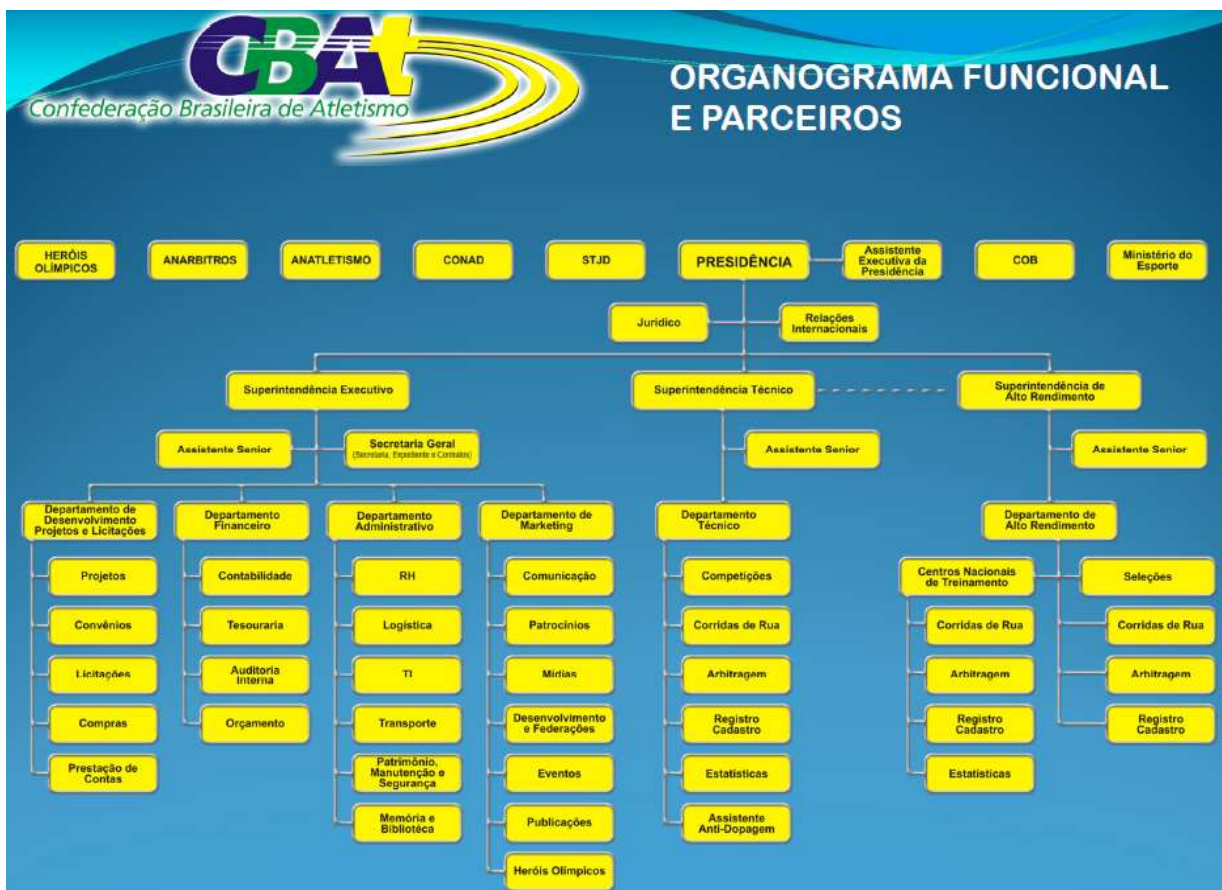 CBAt
Confederação Brasileira de Atletismo
ORGANOGRAMA FUNCIONAL
E PARCEIROS
HERÓIS
OLÍMPICOS
ANARBITROS
ANATLETISMO
CONAD
STJD
PRESIDÊNCIA
Assistente
Executiva da
Presidência
COB
Ministério do
Esporte
Jurídico
Relações
Internacionais
Superintendência Executivo
Superintendência Técnico
Superintendência de
Alto Rendimento
Assistente Senior
Secretaria Geral
(Secretaria, Expediente e Contratos)
Assistente Senior
Assistente Senior
Departamento de
Desenvolvimento
Projetos e Licitações
Projetos
Convênios
Licitações
Compras
Prestação de
Contas
Departamento
Financeiro
Contabilidade
Tesouraria
Auditoria
Interna
Orçamento
Departamento
Administrativo
RH
Logística
TI
Transporte
Patrimônio,
Manutenção e
Segurança
Memória e
Bibliotéca
Departamento de
Marketing
Comunicação
Patrocínios
Mídias
Desenvolvimento
e Federações
Eventos
Publicações
Heróis Olímpicos
Departamento
Técnico
Competições
Corridas de Rua
Arbitragem
Registro
Cadastro
Estatísticas
Assistente
Anti-Dopagem
Departamento de
Alto Rendimento
Centros Nacionais
de Treinamento
Corridas de Rua
Arbitragem
Registro
Cadastro
Estatísticas
Seleções
Corridas de Rua
Arbitragem
Registro
Cadastro